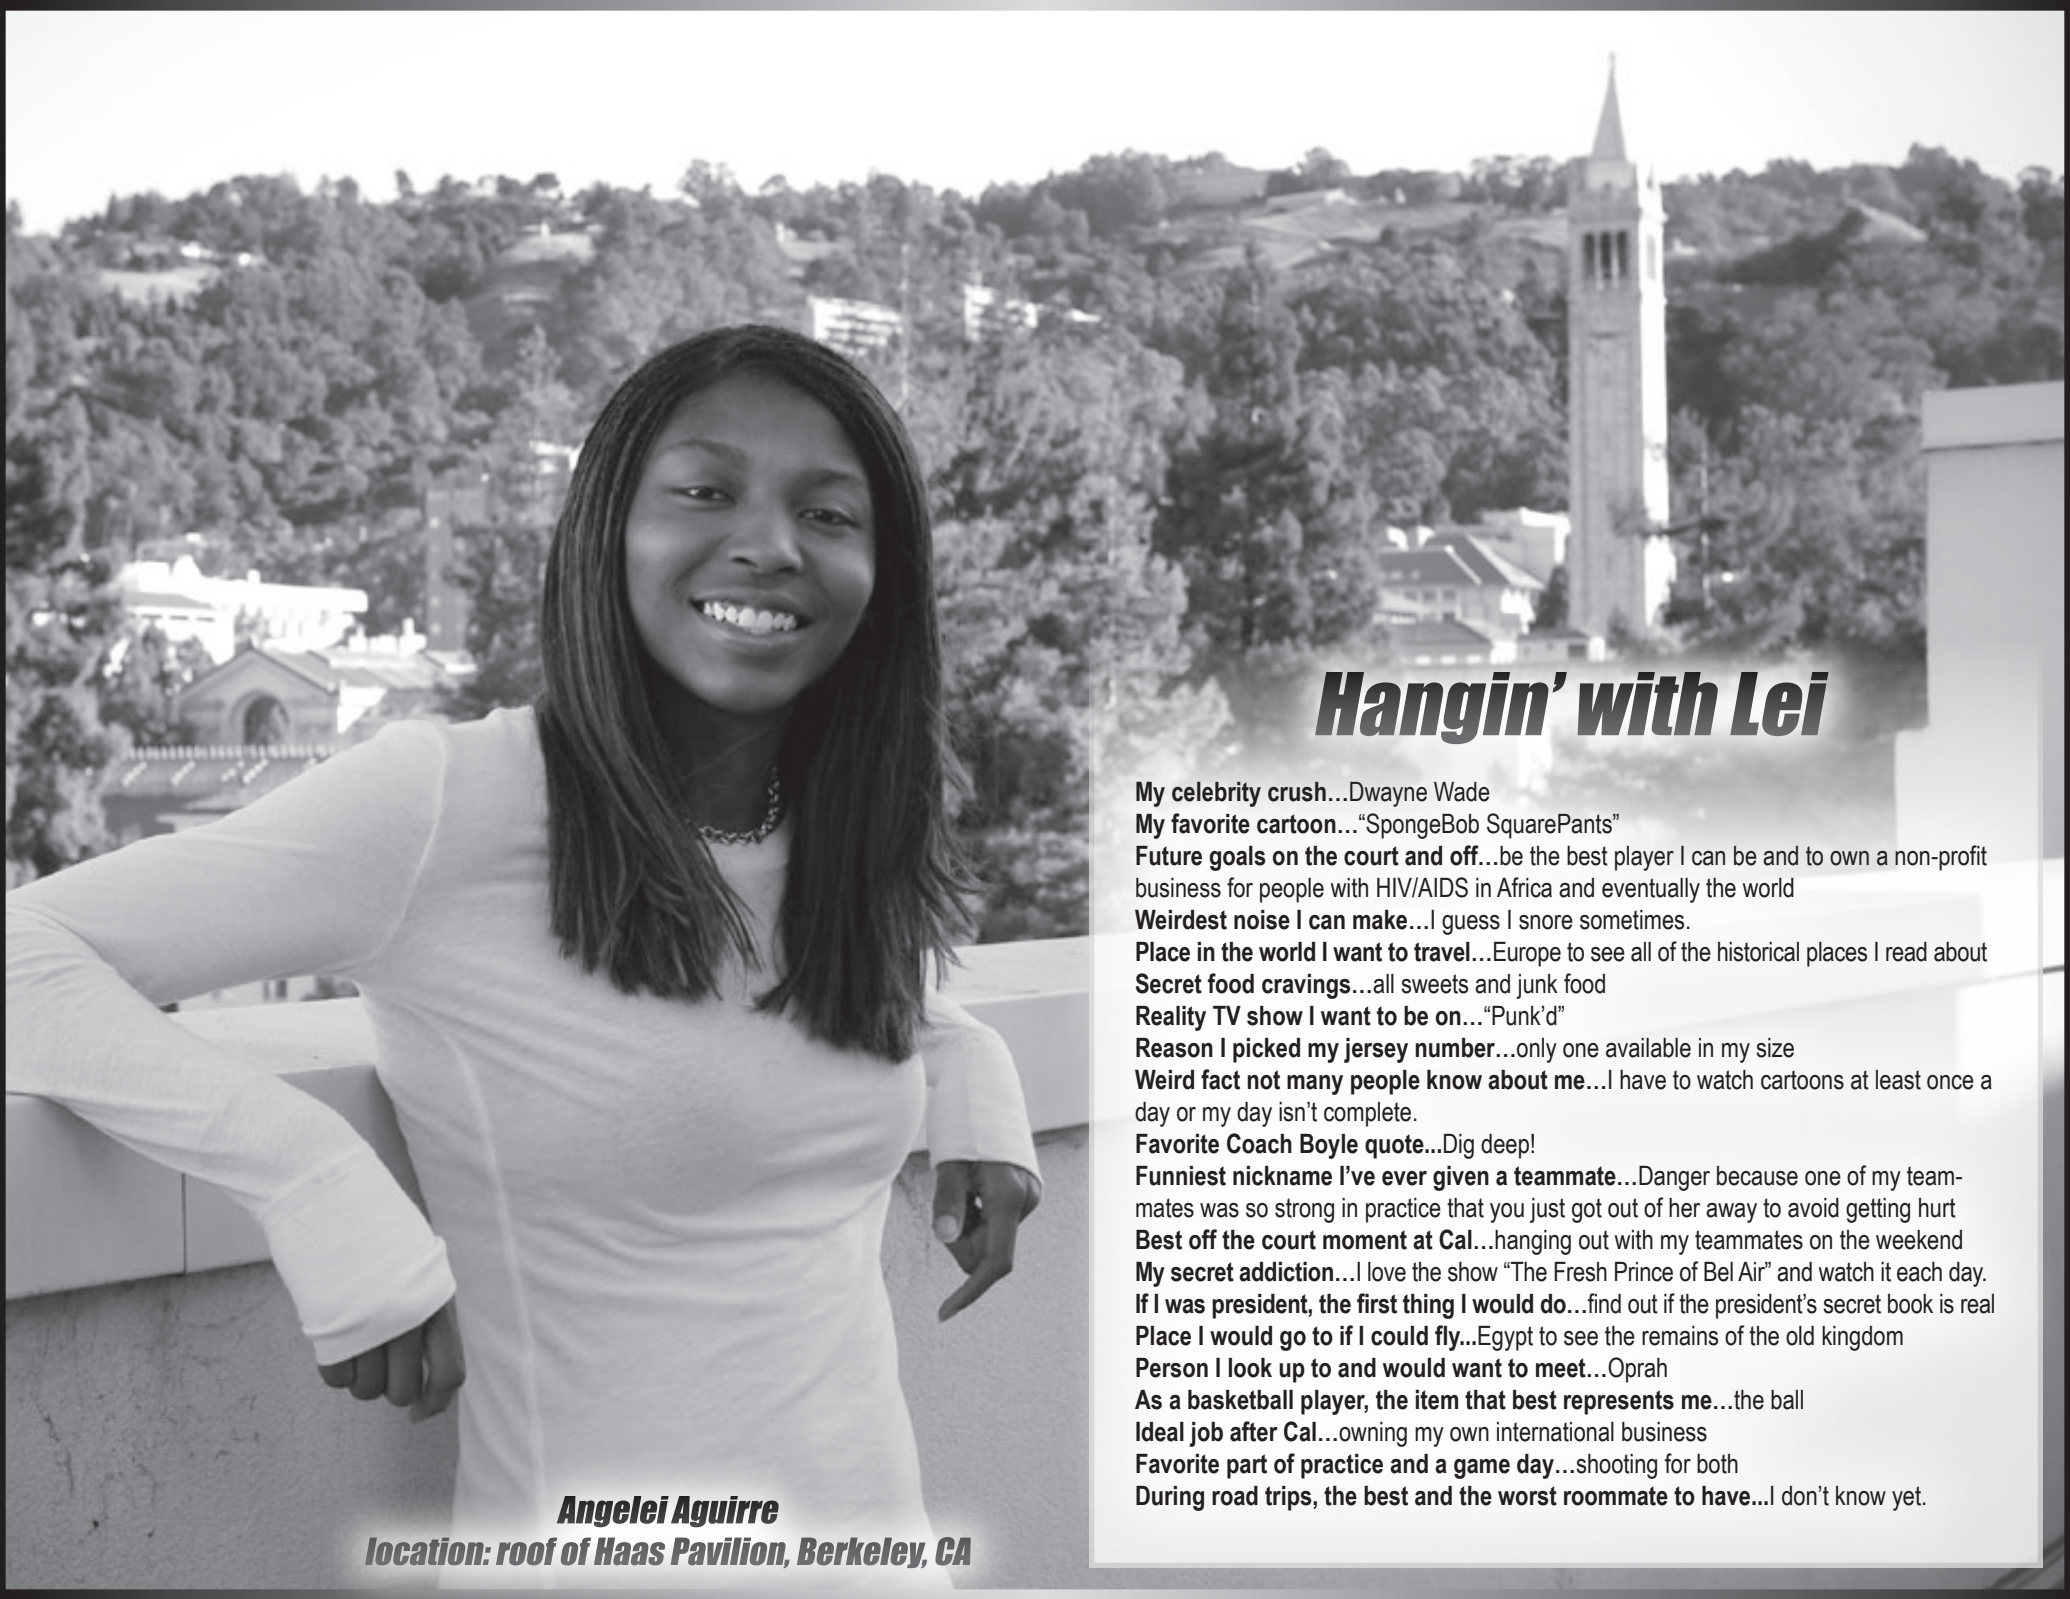 Hangin’ with Lei
My celebrity crush…Dwayne Wade
My favorite cartoon…“SpongeBob SquarePants”
Future goals on the court and off…be the best player I can be and to own a non-profit
business for people with HIV/AIDS in Africa and eventually the world
Weirdest noise I can make…I guess I snore sometimes.
Place in the world I want to travel…Europe to see all of the historical places I read about
Secret food cravings…all sweets and junk food
Reality TV show I want to be on…“Punk’d”
Reason I picked my jersey number…only one available in my size
Weird fact not many people know about me…I have to watch cartoons at least once a
day or my day isn’t complete.
Favorite Coach Boyle quote...Dig deep!
Funniest nickname I’ve ever given a teammate…Danger because one of my team-
mates was so strong in practice that you just got out of her away to avoid getting hurt
Best off the court moment at Cal…hanging out with my teammates on the weekend
My secret addiction…I love the show “The Fresh Prince of Bel Air” and watch it each day.
If I was president, the first thing I would do…find out if the president’s secret book is real
Place I would go to if I could fly...Egypt to see the remains of the old kingdom
Person I look up to and would want to meet…Oprah
As a basketball player, the item that best represents me…the ball
Ideal job after Cal…owning my own international business
Favorite part of practice and a game day…shooting for both
During road trips, the best and the worst roommate to have...I don’t know yet.
Angelei Aguirre
location: roof of Haas Pavilion, Berkeley, CA